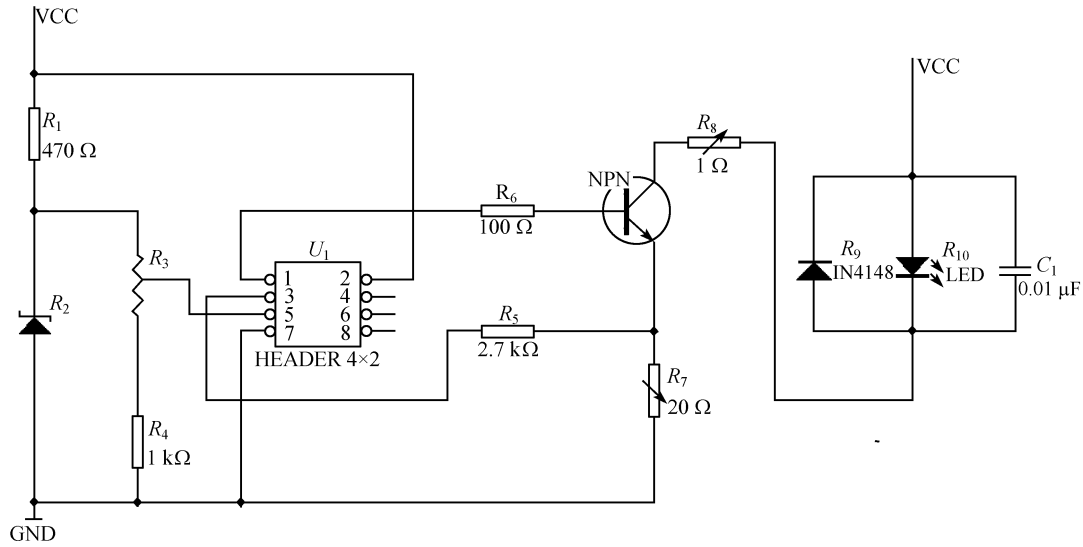 VCC
R1
470 Ω
R2
R3
R4
1 kΩ
GND
U1
1 2
3 4
5 6
7 8
HEADER 4×2
R6
100 Ω
R5
2.7 kΩ
NPN
R7
20 Ω
R8
1 Ω
VCC
R9
IN4148
R10
LED
C1
0.01 μF